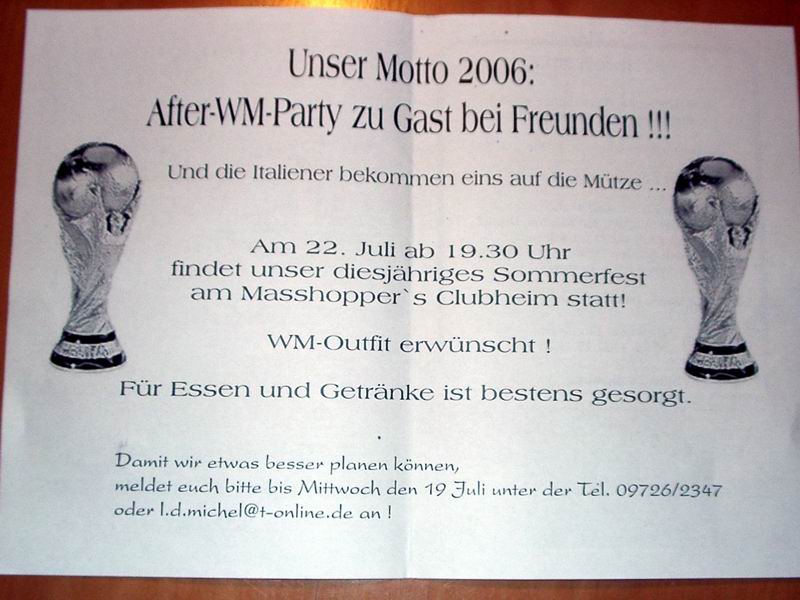 Unser Motto 2006:
After-WM-Party zu Gast bei Freunden !!!
Und die Italiener bekommen eins auf die Mütze ...
Am 22. Juli ab 19.30 Uhr
findet unser diesjähriges Sommerfest
am Masshopper`s Clubheim statt!
WM-Outfit erwünscht !
Für Essen und Getränke ist bestens gesorgt.
Damit wir etwas besser planen können,
meldet euch bitte bis Mittwoch den 19 Juli unter der Tel. 09726/2347
oder l.d.michel@t-online.de an !